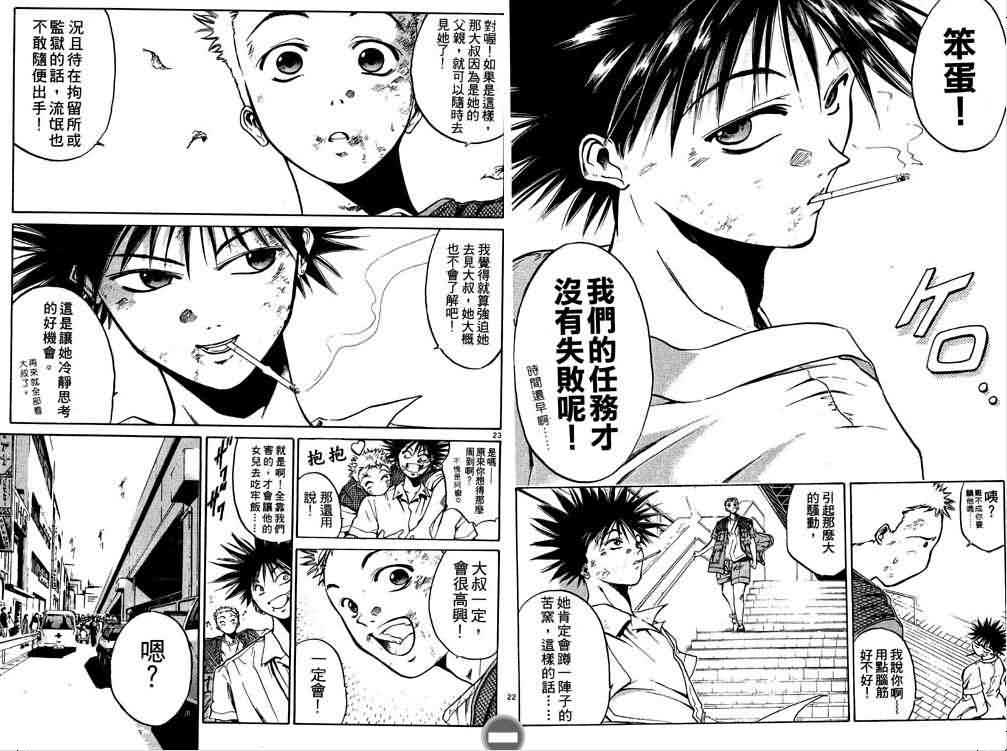 笨蛋！
我們的任務才
沒有失敗呢！
時間還早啊……
ケロ
咦？
我說你啊——
用點腦筋
好不好！
引起那麼大
的騷動，
她肯定會蹲一陣子的
苦窯，這樣的話……
22
對喔！如果是這樣，
那大叔因為是她的
父親，就可以隨時去
見她了！
況且待在拘留所或
監獄的話，流氓也
不敢隨便出手！
我覺得就算強迫她
去見大叔，她大概
也不會了解吧！
這是讓她冷靜思考
的好機會。
再來就全部看
大叔了。
23
是嗎——
原來你想得那麼
周到啊？
抱抱
那還用
說！
大叔一定，
會很高興！
一定會！
就是啊！全靠我們
害的，才會讓他的
女兒去吃牢飯……
嗯？